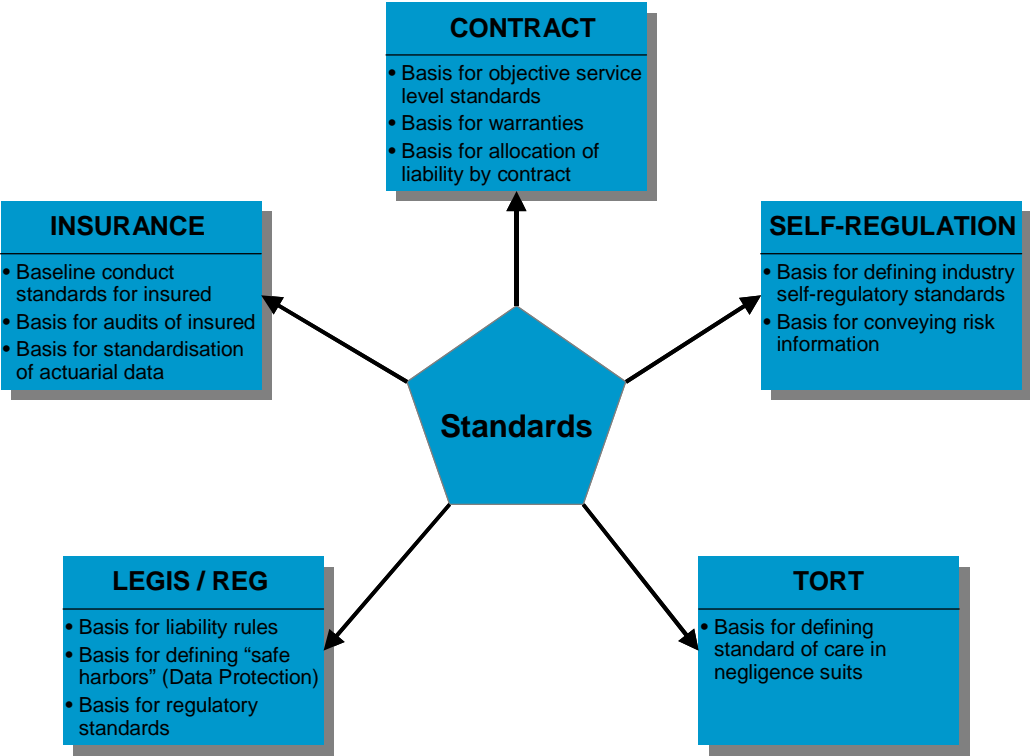 CONTRACT
• Basis for objective service
level standards
• Basis for warranties
• Basis for allocation of
liability by contract
INSURANCE
• Baseline conduct
standards for insured
• Basis for audits of insured
• Basis for standardisation
of actuarial data
SELF-REGULATION
• Basis for defining industry
self-regulatory standards
• Basis for conveying risk
information
Standards
LEGIS / REG
• Basis for liability rules
• Basis for defining “safe
harbors” (Data Protection)
• Basis for regulatory
standards
TORT
• Basis for defining
standard of care in
negligence suits